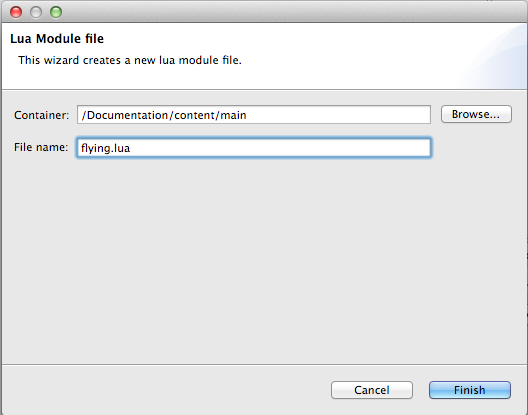 Lua Module file
This wizard creates a new lua module file.
Container: /Documentation/content/main Browse...
File name: flying.lua
Cancel Finish